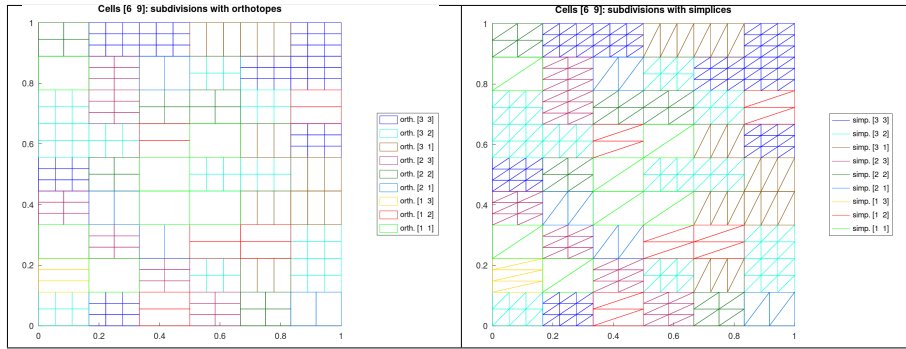 Cells [6 9]: subdivisions with orthotopes
1
0.8
0.6
0.4
0.2
0
0
0.2
0.4
0.6
0.8
1
orth. [3 3]
orth. [3 2]
orth. [3 1]
orth. [2 3]
orth. [2 2]
orth. [2 1]
orth. [1 3]
orth. [1 2]
orth. [1 1]
Cells [6 9]: subdivisions with simplices
1
0.8
0.6
0.4
0.2
0
0
0.2
0.4
0.6
0.8
1
simp. [3 3]
simp. [3 2]
simp. [3 1]
simp. [2 3]
simp. [2 2]
simp. [2 1]
simp. [1 3]
simp. [1 2]
simp. [1 1]